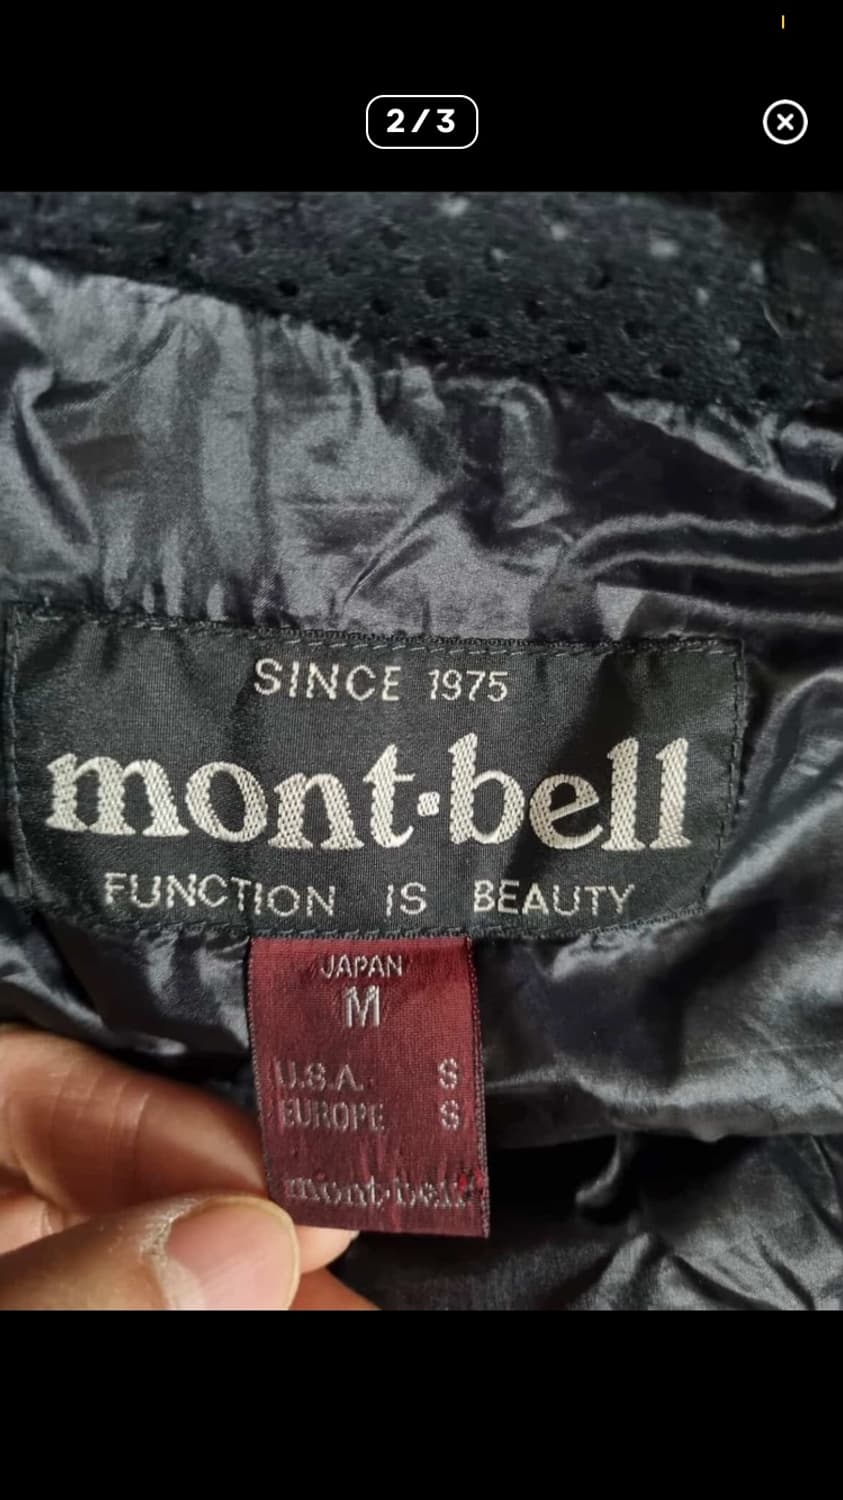 2/3
SINCE 1975
mont-bell
FUNCTION IS BEAUTY
JAPAN
M
U.S.A. S
EUROPE S
mont-bell